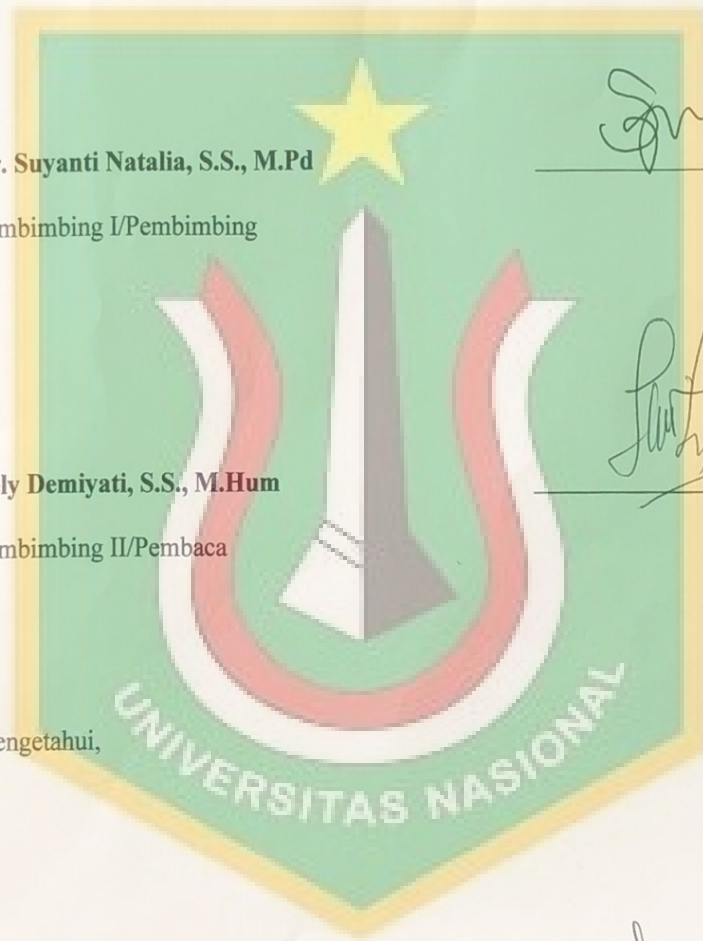 . Suyanti Natalia, S.S., M.Pd
mbimbing I/Pembimbing
ly Demiyati, S.S., M.Hum
mbimbing II/Pembaca
engetahui,
UNIVERSITAS NASIONAL